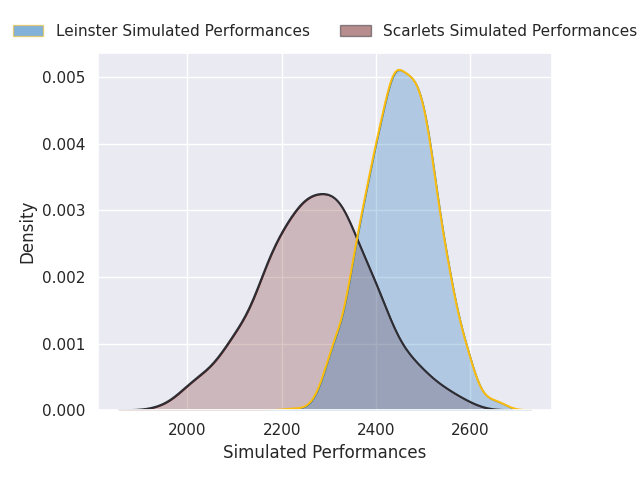 Leinster Simulated Performances
Scarlets Simulated Performances
0.005
0.004
0.003
0.002
0.001
0.000
Density
2000
2200
2400
2600
Simulated Performances